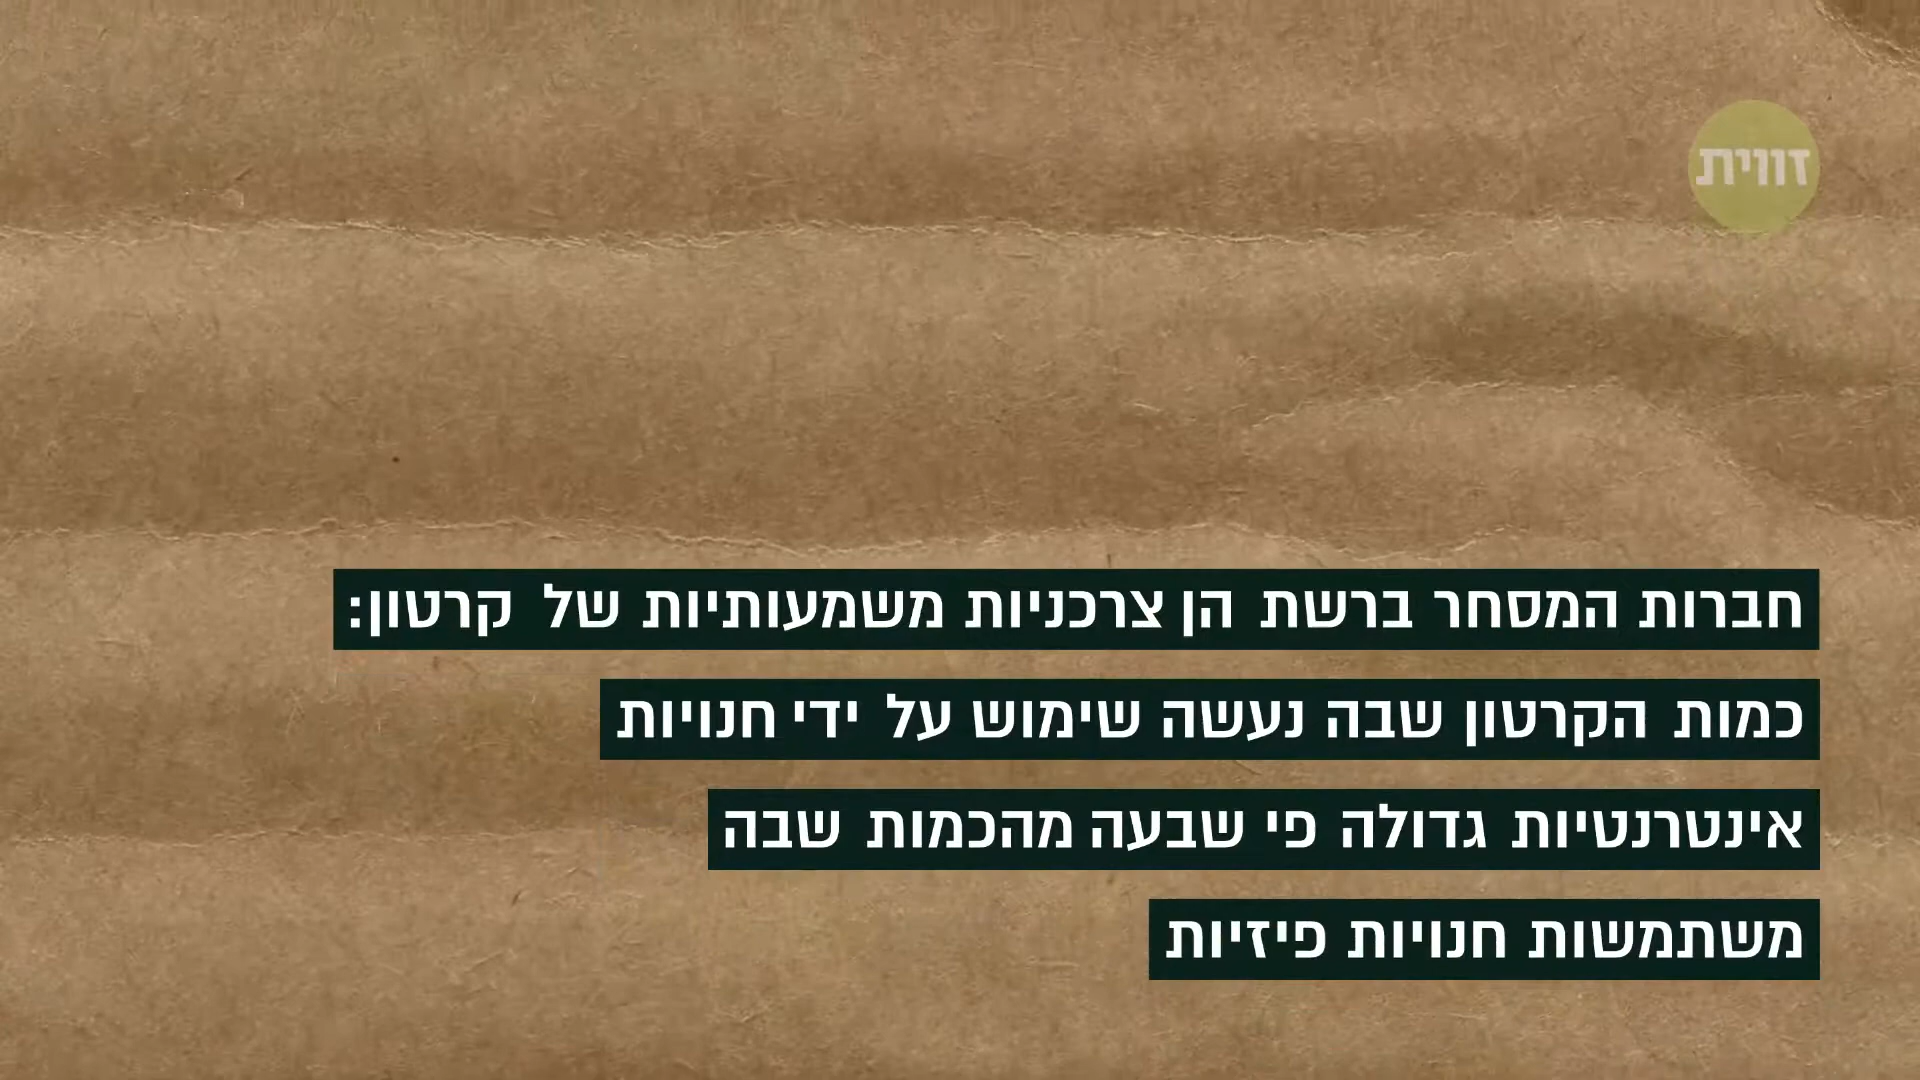 זווית
חברות המסחר ברשת הן צרכניות משמעותיות של קרטון:
כמות הקרטון שבה נעשה שימוש על ידי חנויות
אינטרנטיות גדולה פי שבעה מהכמות שבה
משתמשות חנויות פיזיות